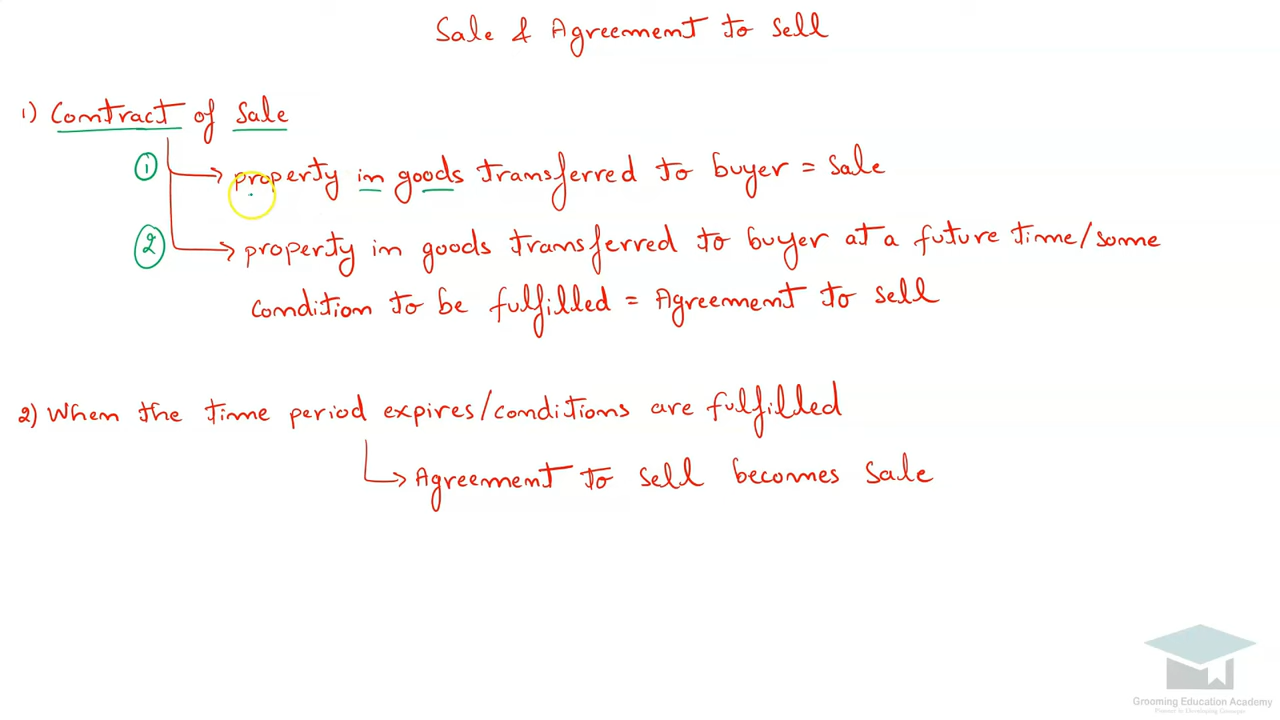 Sale & Agreement to sell
1) Contract of Sale
① property in goods transferred to buyer = Sale
② property in goods transferred to buyer at a future time/some
condition to be fulfilled = Agreement to sell
2) When the time period expires/conditions are fulfilled
Agreement to sell becomes Sale
Grooming Education Academy